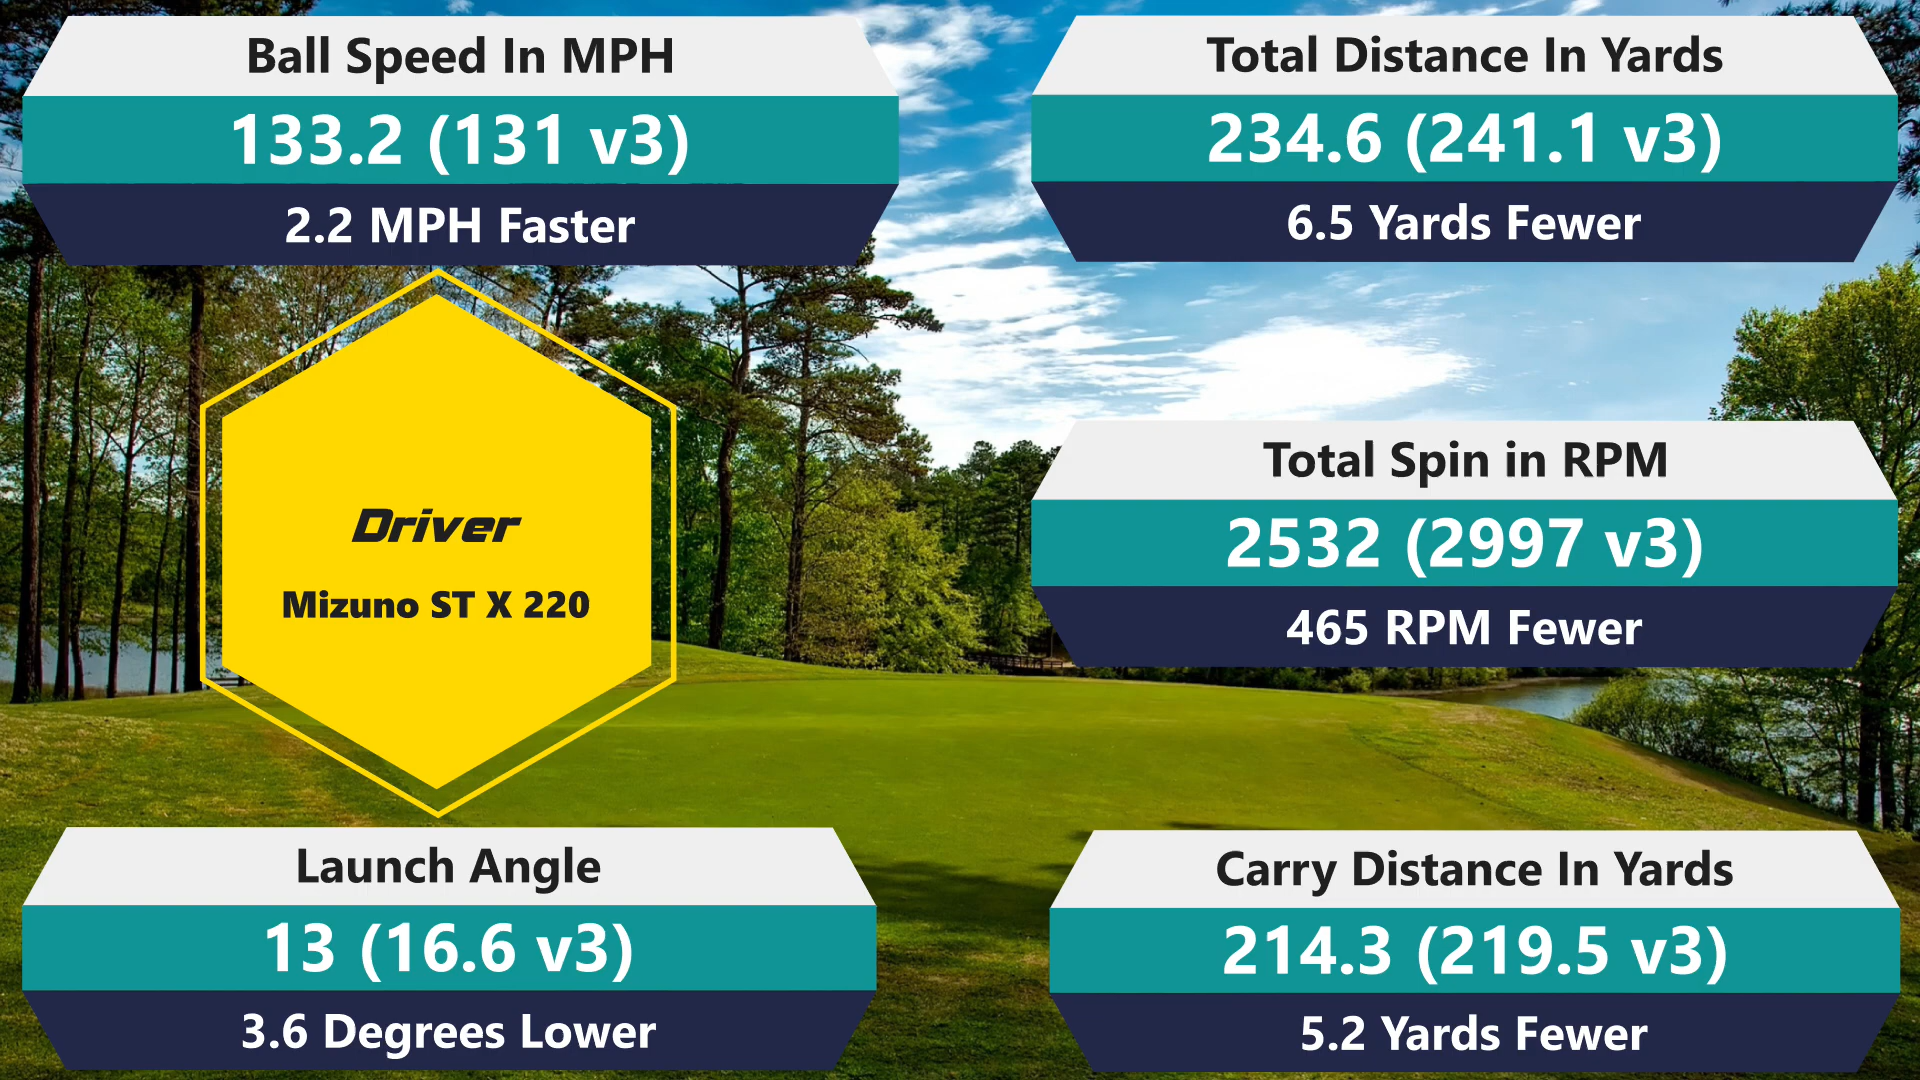 Ball Speed In MPH
133.2 (131 v3)
2.2 MPH Faster
Total Distance In Yards
234.6 (241.1 v3)
6.5 Yards Fewer
Driver
Mizuno ST X 220
Total Spin in RPM
2532 (2997 v3)
465 RPM Fewer
Launch Angle
13 (16.6 v3)
3.6 Degrees Lower
Carry Distance In Yards
214.3 (219.5 v3)
5.2 Yards Fewer